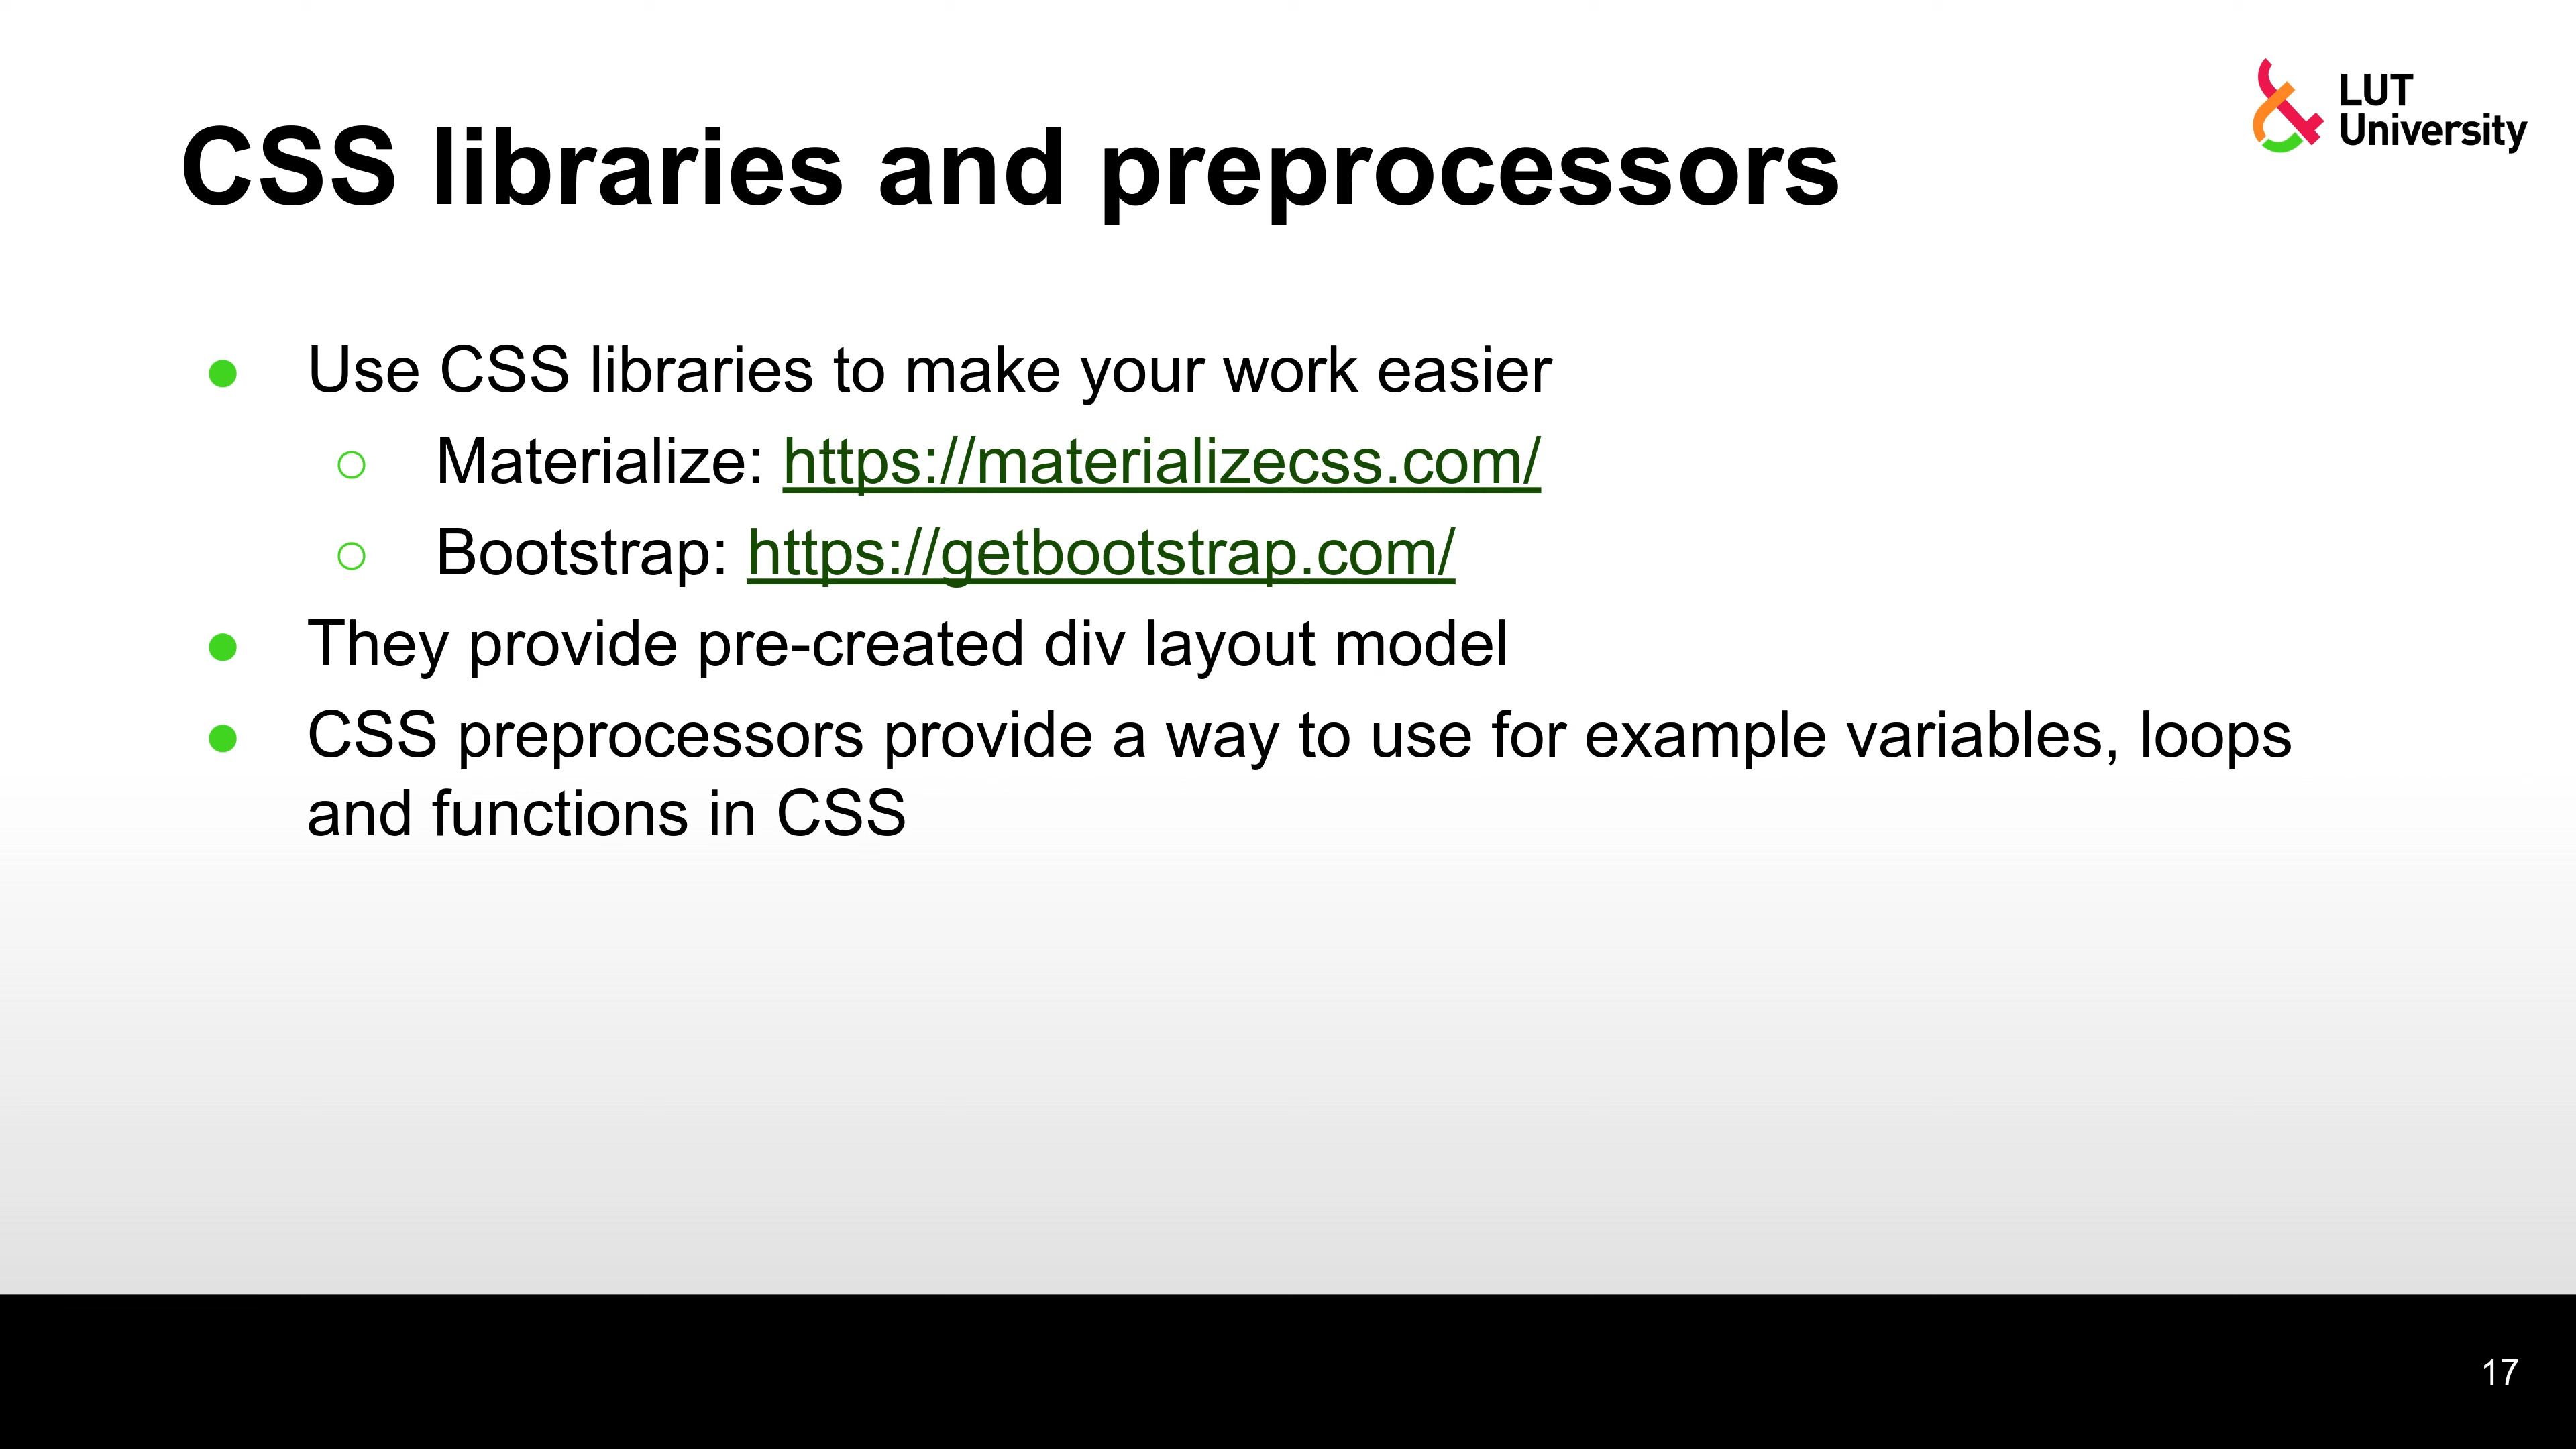 LUT
University
CSS libraries and preprocessors
● Use CSS libraries to make your work easier
○ Materialize: https://materializecss.com/
○ Bootstrap: https://getbootstrap.com/
● They provide pre-created div layout model
● CSS preprocessors provide a way to use for example variables, loops
and functions in CSS
17